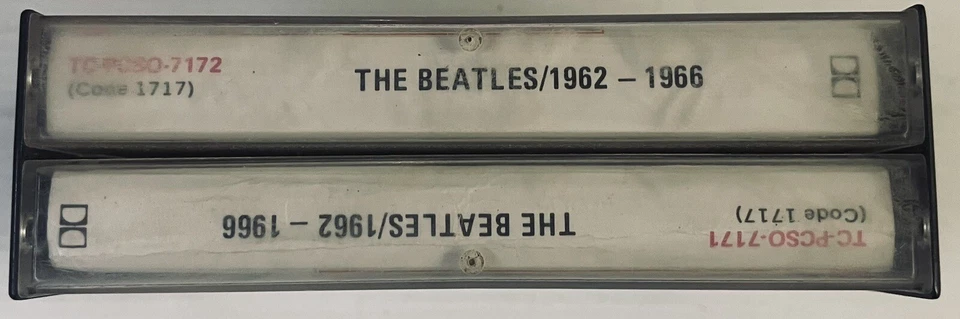 TC-PCSO-7172
(Code 1717)
THE BEATLES/1962 – 1966
TC-PCSO-7171
(Code 1717)
THE BEATLES/1962 – 1966